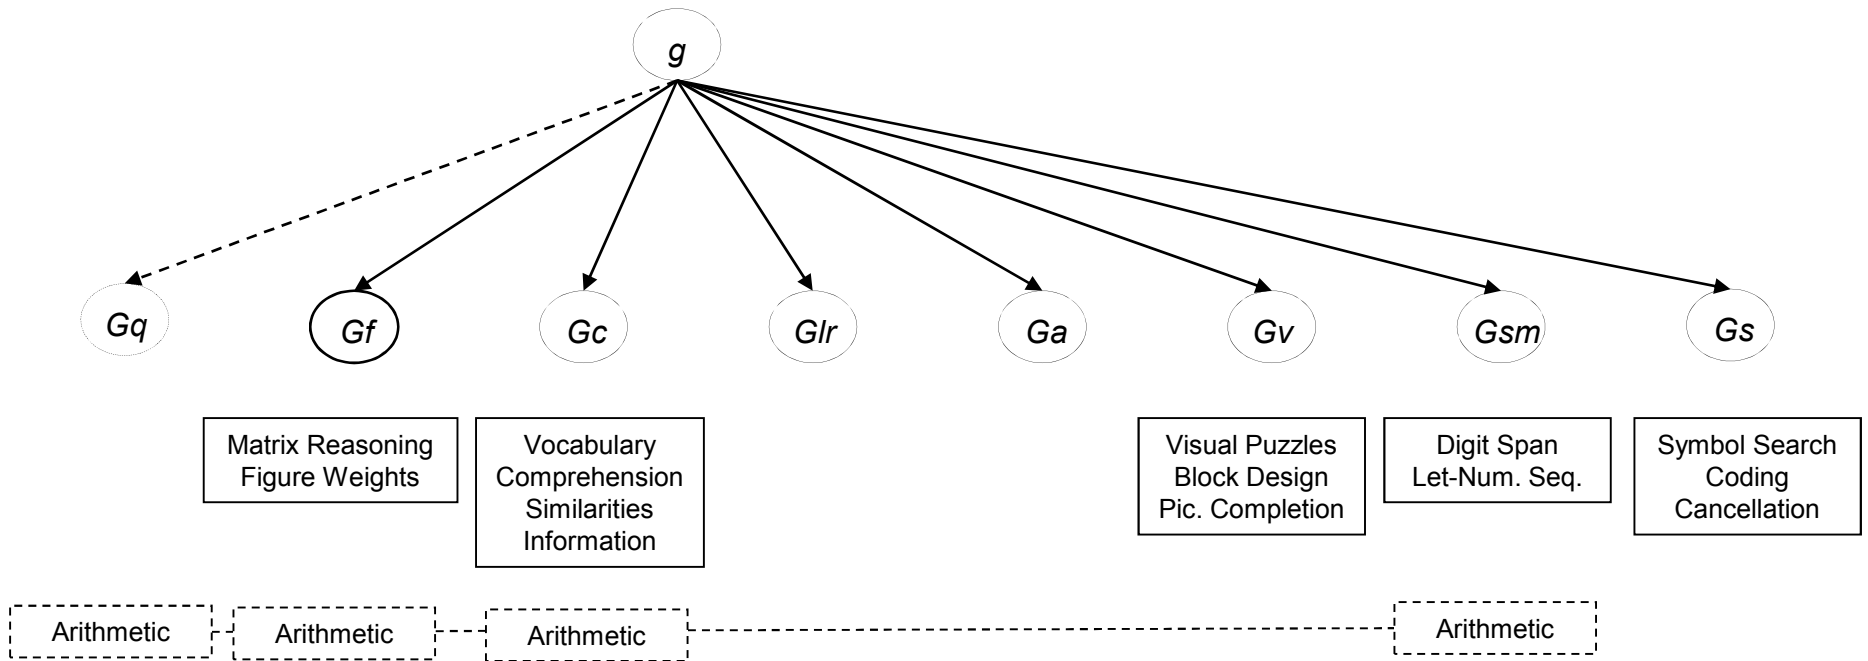 g
Gq
Gf
Gc
Glr
Ga
Gv
Gsm
Gs
Matrix Reasoning
Figure Weights
Vocabulary
Comprehension
Similarities
Information
Visual Puzzles
Block Design
Pic. Completion
Digit Span
Let-Num. Seq.
Symbol Search
Coding
Cancellation
Arithmetic
Arithmetic
Arithmetic
Arithmetic